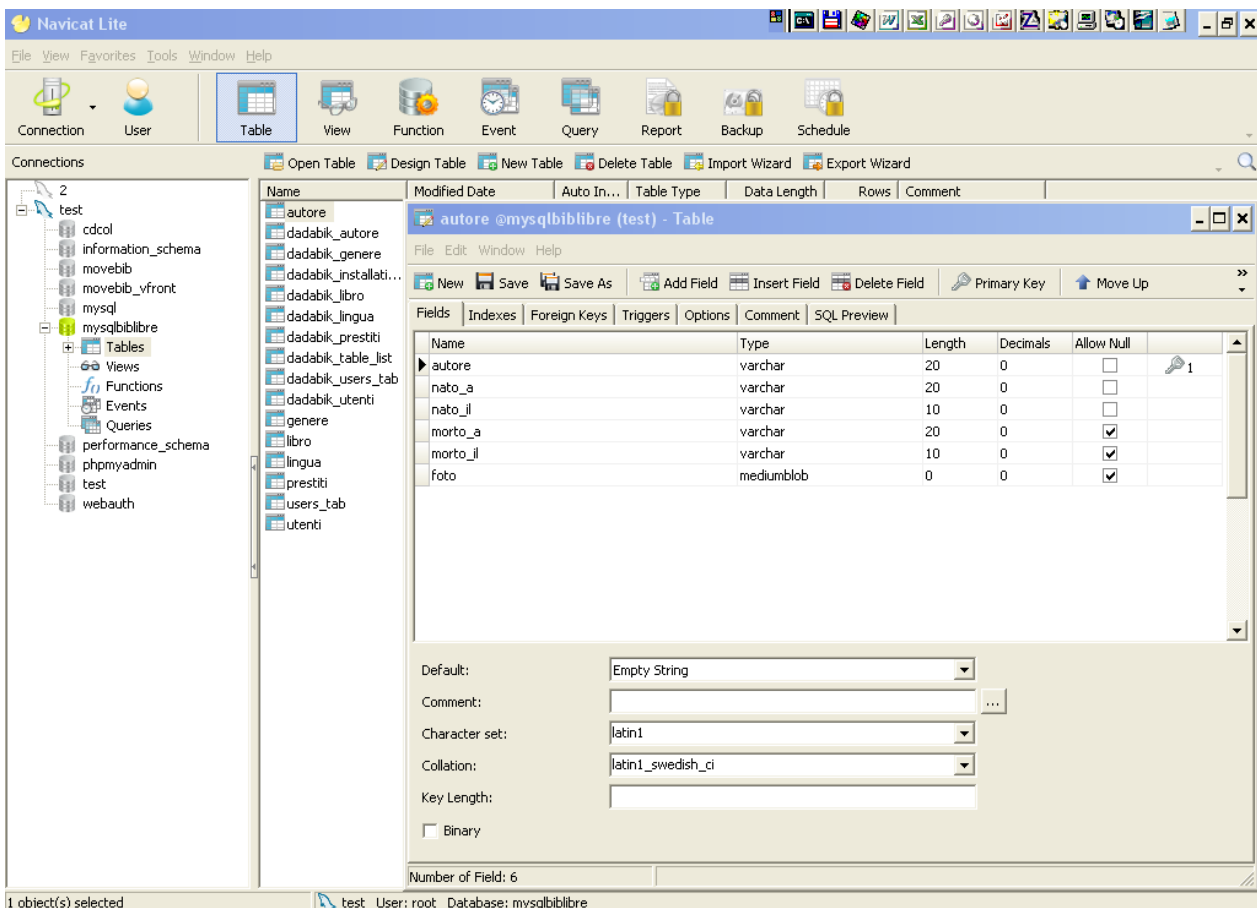 Navicat Lite
File View Favorites Tools Window Help
Connection User Table View Function Event Query Report Backup Schedule
Connections
Open Table Design Table New Table Delete Table Import Wizard Export Wizard
2
test
cdcol
information_schema
movebib
movebib_vfront
mysql
mysqlbiblibre
Tables
Views
Functions
Events
Queries
performance_schema
phpmyadmin
test
webauth
Name Modified Date Auto In... Table Type Data Length Rows Comment
autore
dadabik_autore
dadabik_genere
dadabik_installati...
dadabik_libro
dadabik_lingua
dadabik_prestiti
dadabik_table_list
dadabik_users_tab
dadabik_utenti
genere
libro
lingua
prestiti
users_tab
utenti
autore @mysqlbiblibre (test) - Table
File Edit Window Help
New Save Save As Add Field Insert Field Delete Field Primary Key Move Up
Fields Indexes Foreign Keys Triggers Options Comment SQL Preview
Name Type Length Decimals Allow Null
autore varchar 20 0 1
nato_a varchar 20 0
nato_il varchar 10 0
morto_a varchar 20 0
morto_il varchar 10 0
foto mediumblob 0 0
Default: Empty String
Comment: ...
Character set: latin1
Collation: latin1_swedish_ci
Key Length:
Binary
Number of Field: 6
1 object(s) selected test User: root Database: mysqlbiblibre